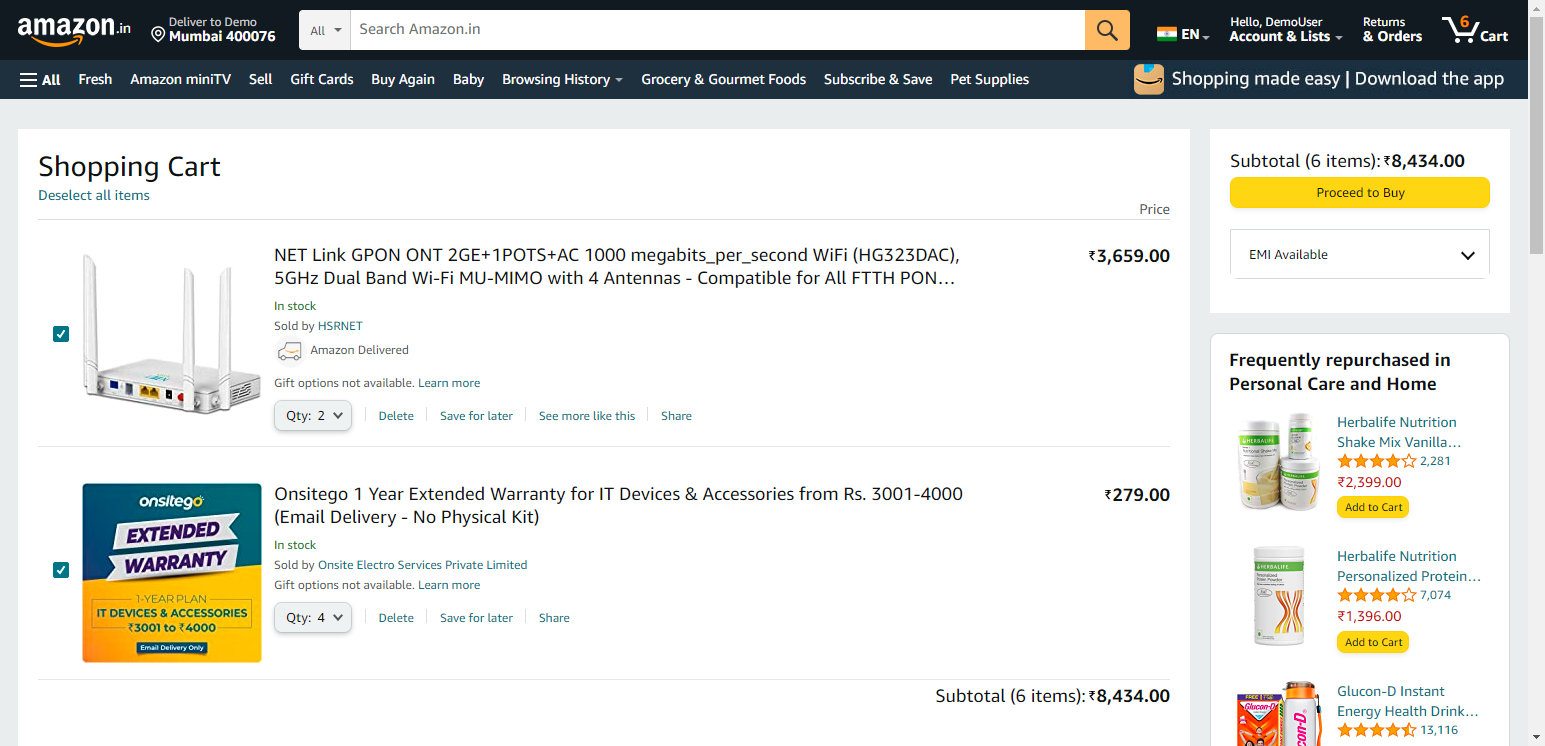 amazon.in
Deliver to Demo
Mumbai 400076
All
Search Amazon.in
EN
Hello, DemoUser
Account & Lists
Returns
& Orders
6
Cart
All
Fresh
Amazon miniTV
Sell
Gift Cards
Buy Again
Baby
Browsing History
Grocery & Gourmet Foods
Subscribe & Save
Pet Supplies
Shopping made easy | Download the app
Shopping Cart
Deselect all items
Price
NET Link GPON ONT 2GE+1POTS+AC 1000 megabits_per_second WiFi (HG323DAC),
5GHz Dual Band Wi-Fi MU-MIMO with 4 Antennas - Compatible for All FTTH PON…
₹3,659.00
In stock
Sold by HSRNET
Amazon Delivered
Gift options not available. Learn more
Qty: 2
Delete
Save for later
See more like this
Share
onsitego
EXTENDED
WARRANTY
1-YEAR PLAN
IT DEVICES & ACCESSORIES
₹3001 to ₹4000
Email Delivery Only
Onsitego 1 Year Extended Warranty for IT Devices & Accessories from Rs. 3001-4000
(Email Delivery - No Physical Kit)
₹279.00
In stock
Sold by Onsite Electro Services Private Limited
Gift options not available. Learn more
Qty: 4
Delete
Save for later
Share
Subtotal (6 items): ₹8,434.00
Subtotal (6 items): ₹8,434.00
Proceed to Buy
EMI Available
Frequently repurchased in
Personal Care and Home
HERBALIFE
Herbalife Nutrition
Shake Mix Vanilla…
2,281
₹2,399.00
Add to Cart
HERBALIFE
Herbalife Nutrition
Personalized Protein…
7,074
₹1,396.00
Add to Cart
Glucon-D
Glucon-D Instant
Energy Health Drink…
13,116